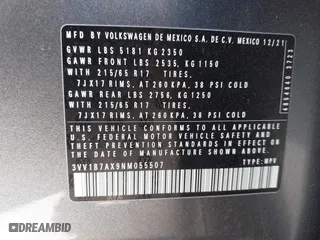 MFD BY VOLKSWAGEN DE MEXICO S.A. DE C.V. MEXICO 12/21
GVWR LBS 5181 KG 2350
GAWR FRONT LBS 2535, KG 1150
WITH ** 215/65 R17 TIRES,
7JX17 RIMS, AT 260 KPA, 38 PSI COLD
GAWR REAR LBS 2756, KG 1250
WITH ** 215/65 R17 TIRES,
7JX17 RIMS, AT 260 KPA, 38 PSI COLD
THIS VEHICLE CONFORMS TO ALL APPLICABLE
U.S. FEDERAL MOTOR VEHICLE SAFETY AND
THEFT PREVENTION STANDARDS IN EFFECT ON THE
DATE OF MANUFACTURE SHOWN ABOVE.
3VV1B7AX9NM055507 TYPE: MPV
DREAMBID